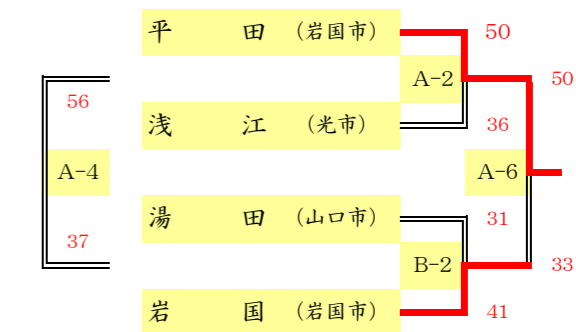 平 田 (岩国市) 50
A-2 50
56
浅 江 (光市) 36
A-4 A-6
湯 田 (山口市) 31
37
B-2 33
岩 国 (岩国市) 41